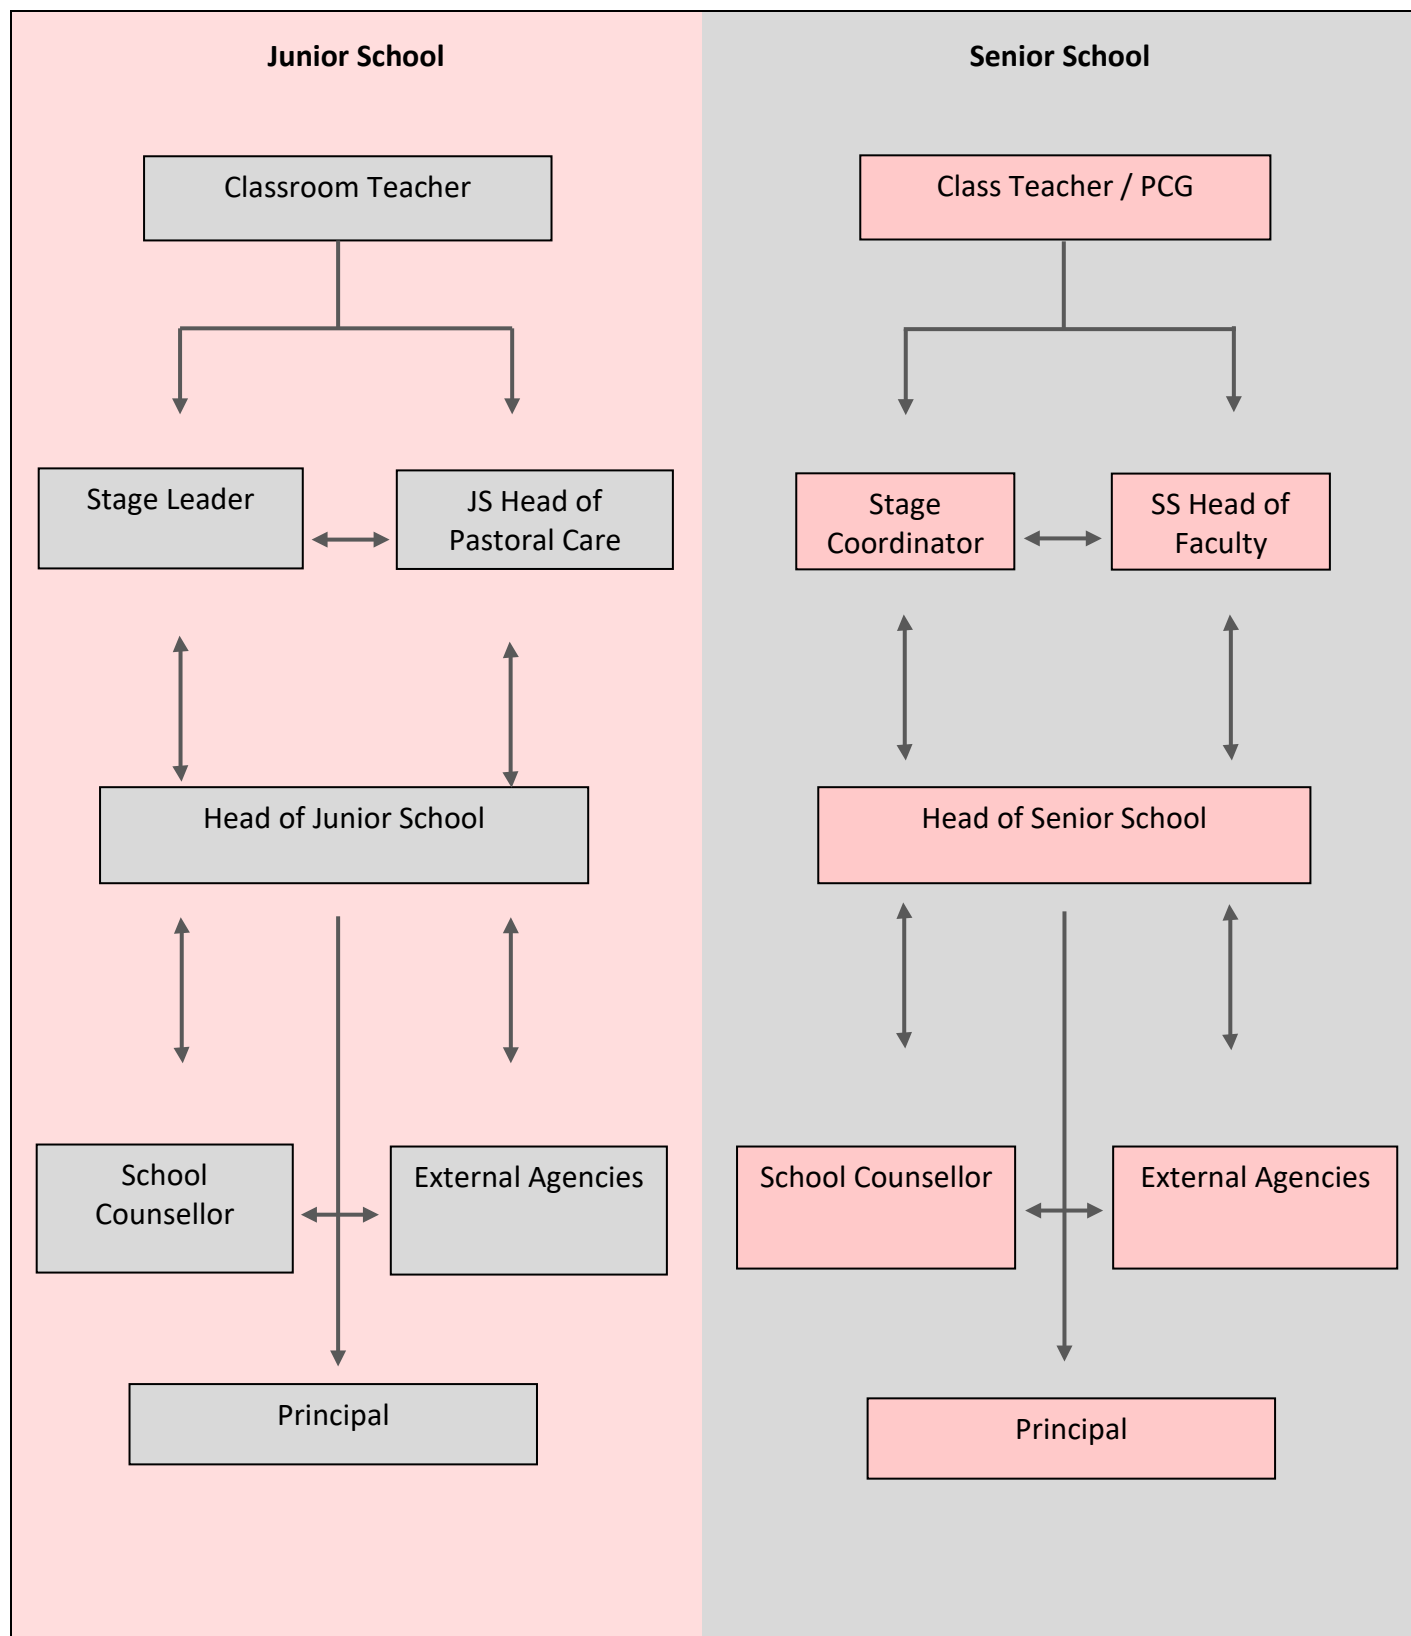 Junior School
Classroom Teacher
Stage Leader
JS Head of
Pastoral Care
Head of Junior School
School
Counsellor
External Agencies
Principal
Senior School
Class Teacher / PCG
Stage
Coordinator
SS Head of
Faculty
Head of Senior School
School Counsellor
External Agencies
Principal